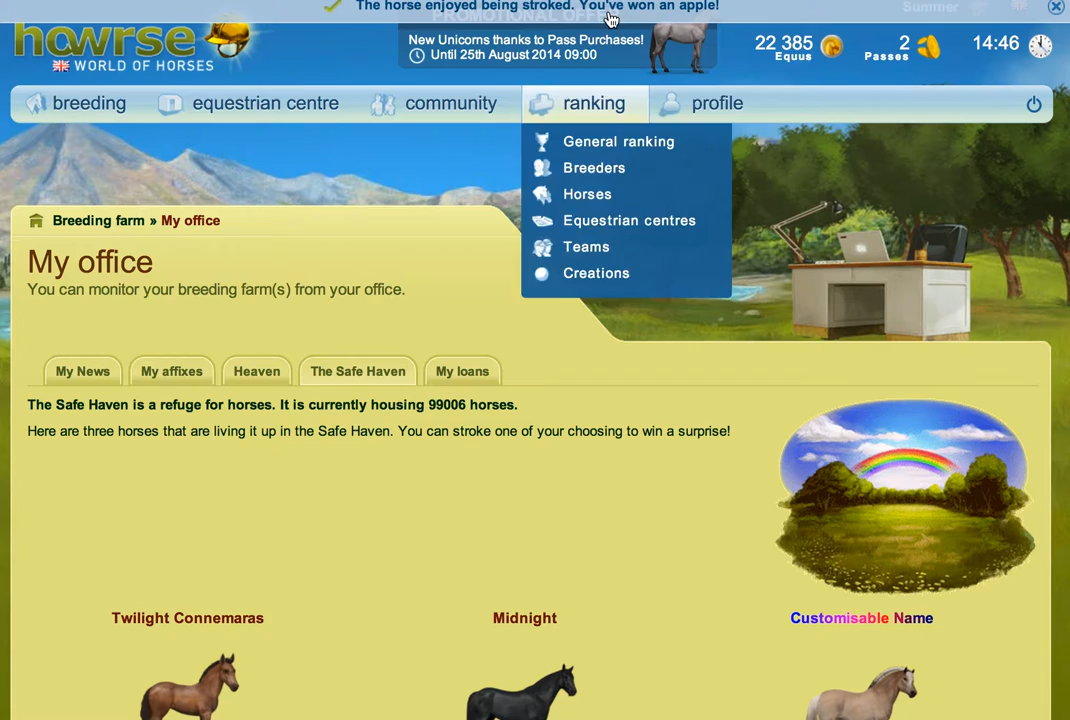 The horse enjoyed being stroked. You've won an apple!
PROMOTIONAL OFFER
Summer
howrse
WORLD OF HORSES
New Unicorns thanks to Pass Purchases!
Until 25th August 2014 09:00
22 385
Equus
2
Passes
14:46
breeding
equestrian centre
community
ranking
profile
General ranking
Breeders
Horses
Equestrian centres
Teams
Creations
Breeding farm » My office
My office
You can monitor your breeding farm(s) from your office.
My News
My affixes
Heaven
The Safe Haven
My loans
The Safe Haven is a refuge for horses. It is currently housing 99006 horses.
Here are three horses that are living it up in the Safe Haven. You can stroke one of your choosing to win a surprise!
Twilight Connemaras
Midnight
Customisable Name